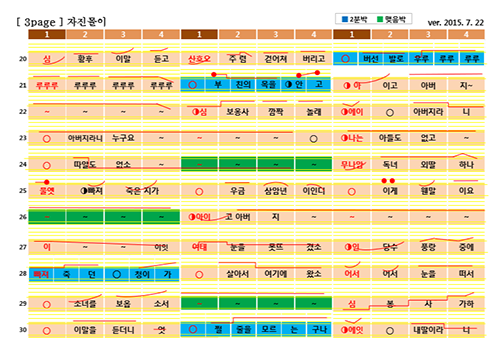 [ 3page ] 자진몰이
2분박 맺음박
ver. 2015. 7. 22
1 2 3 4 1 2 3 4 1 2 3 4
20 심 황후 이말 듣고 산호오 주렴 걷어져 버리고 ○ 버선 발로 우루 루루 루루
21 루루루 루루루 루루루 루루루 ○ 부 친의 목을 ◑안 고 ◑아 이고 아버 지~
22 ~ ~ ~ ~ ◑심 보옹사 깜짝 놀래 ◑에이 ○ 아버지라 니
23 ○ 아버지라니 누구요 ~ ~ ~ ~ ○ ◑나는 아들도 없고 ~
24 ○ 따알도 없소 ~ ~ ~ ~ ~ 무나암 독녀 외딸 하나
25 물엣 ◑빠져 죽은 지가 ○ 우금 삼암년 이인디 ○ 이게 웬말 이요
26 ~ ~ ~ ~ ◑아이 고 아버 지 ~ ~ ~ ~ ~
27 이 ~ ~ 이잇 여태 눈을 못뜨 겼소 ◑임 당수 풍랑 중에
28 빠져 죽 던 ○ 청이 가 ○ 살아서 여기에 왔소 어서 어서 눈을 떠서
29 ○ 소녀를 보옵 소서 ~ ~ ~ ~ 심 봉 사 가하
30 ○ 이말을 듣더니 엇 ○ 쩔 줄을 모르 는 구나 ◑에잇 ○ 내딸이라 니